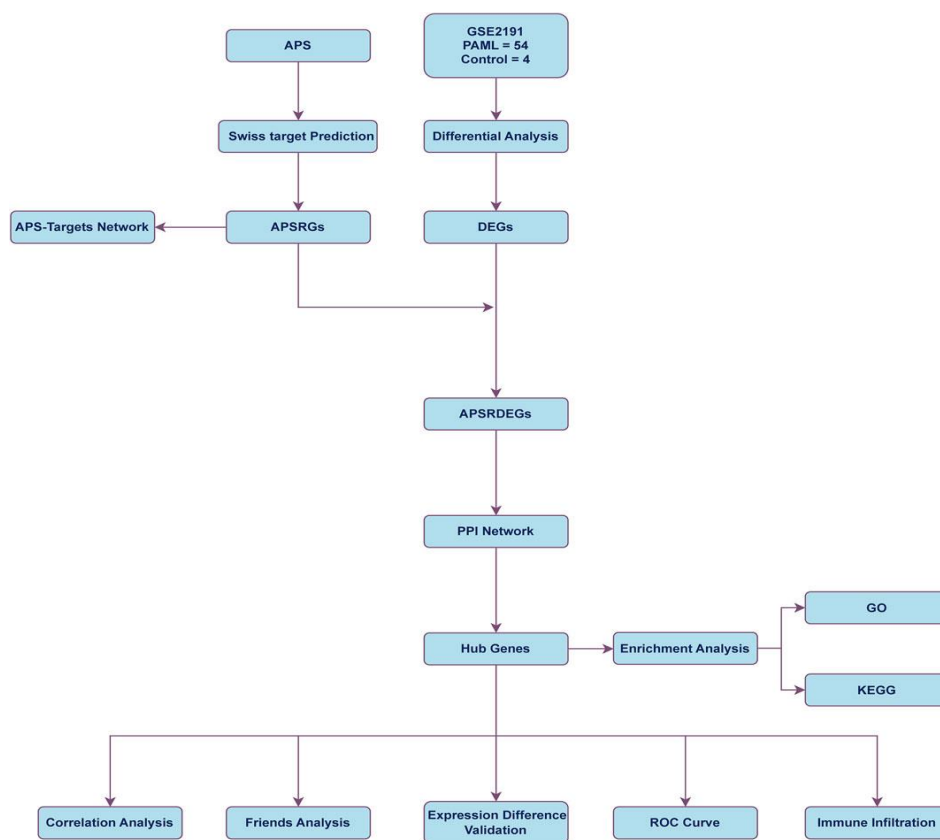 APS
GSE2191
PAML = 54
Control = 4
Swiss target Prediction
Differential Analysis
APS-Targets Network
APSRGs
DEGs
APSRDEGs
PPI Network
Hub Genes
Enrichment Analysis
GO
KEGG
Correlation Analysis
Friends Analysis
Expression Difference
Validation
ROC Curve
Immune Infiltration